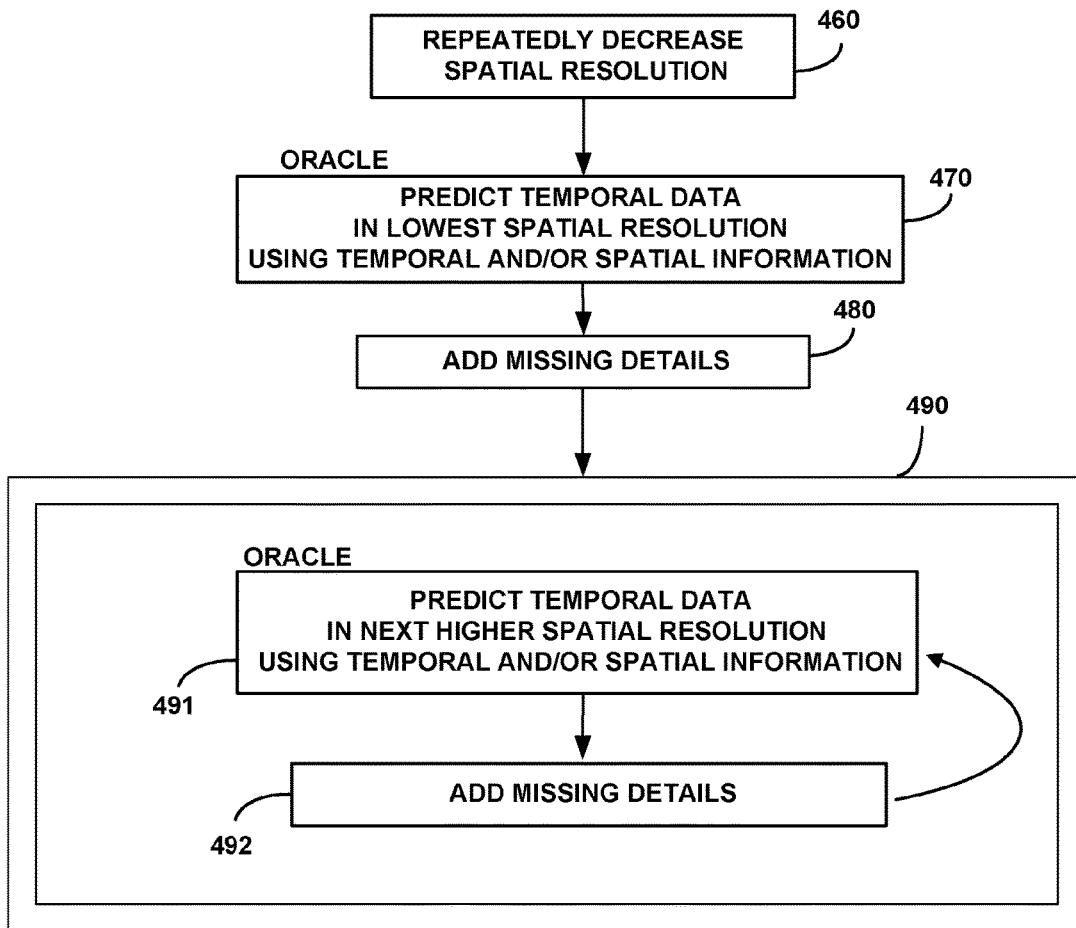 460
REPEATEDLY DECREASE
SPATIAL RESOLUTION
ORACLE
470
PREDICT TEMPORAL DATA
IN LOWEST SPATIAL RESOLUTION
USING TEMPORAL AND/OR SPATIAL INFORMATION
480
ADD MISSING DETAILS
490
ORACLE
PREDICT TEMPORAL DATA
IN NEXT HIGHER SPATIAL RESOLUTION
USING TEMPORAL AND/OR SPATIAL INFORMATION
491
ADD MISSING DETAILS
492